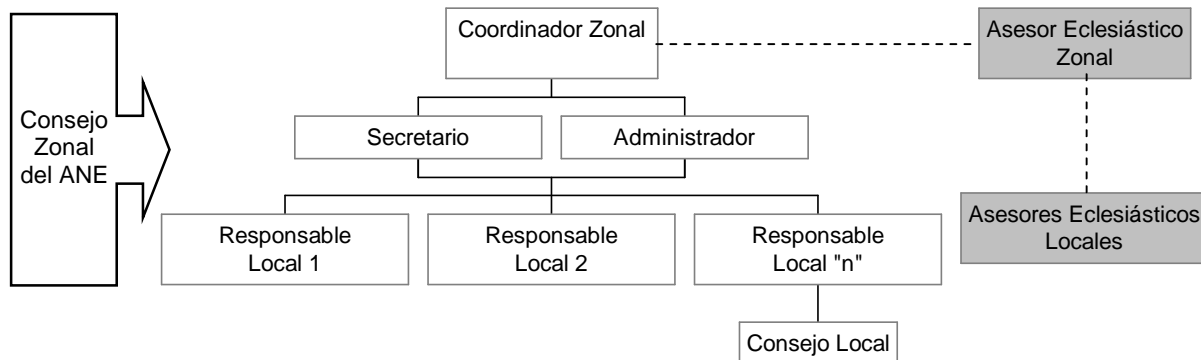 Coordinador Zonal
Asesor Eclesiástico
Zonal
Consejo
Zonal
del ANE
Secretario
Administrador
Asesores Eclesiásticos
Locales
Responsable
Local 1
Responsable
Local 2
Responsable
Local "n"
Consejo Local